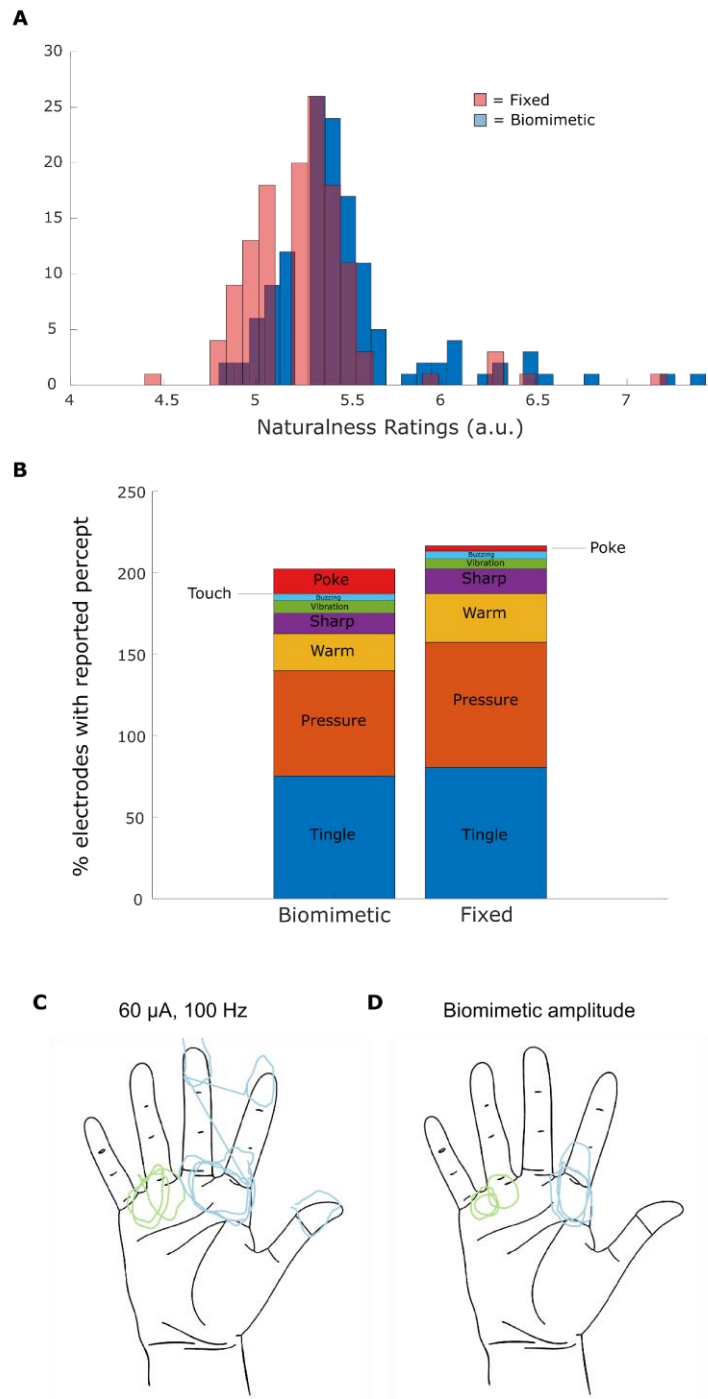 A
30
25
20
15
10
5
0
4
4.5
5
5.5
6
6.5
7
= Fixed
= Biomimetic
Naturalness Ratings (a.u.)
B
250
200
150
100
50
0
% electrodes with reported percept
Touch
Poke
Buzzing
Vibration
Sharp
Warm
Pressure
Tingle
Biomimetic
Poke
Buzzing
Vibration
Sharp
Warm
Pressure
Tingle
Fixed
C
60 µA, 100 Hz
D
Biomimetic amplitude